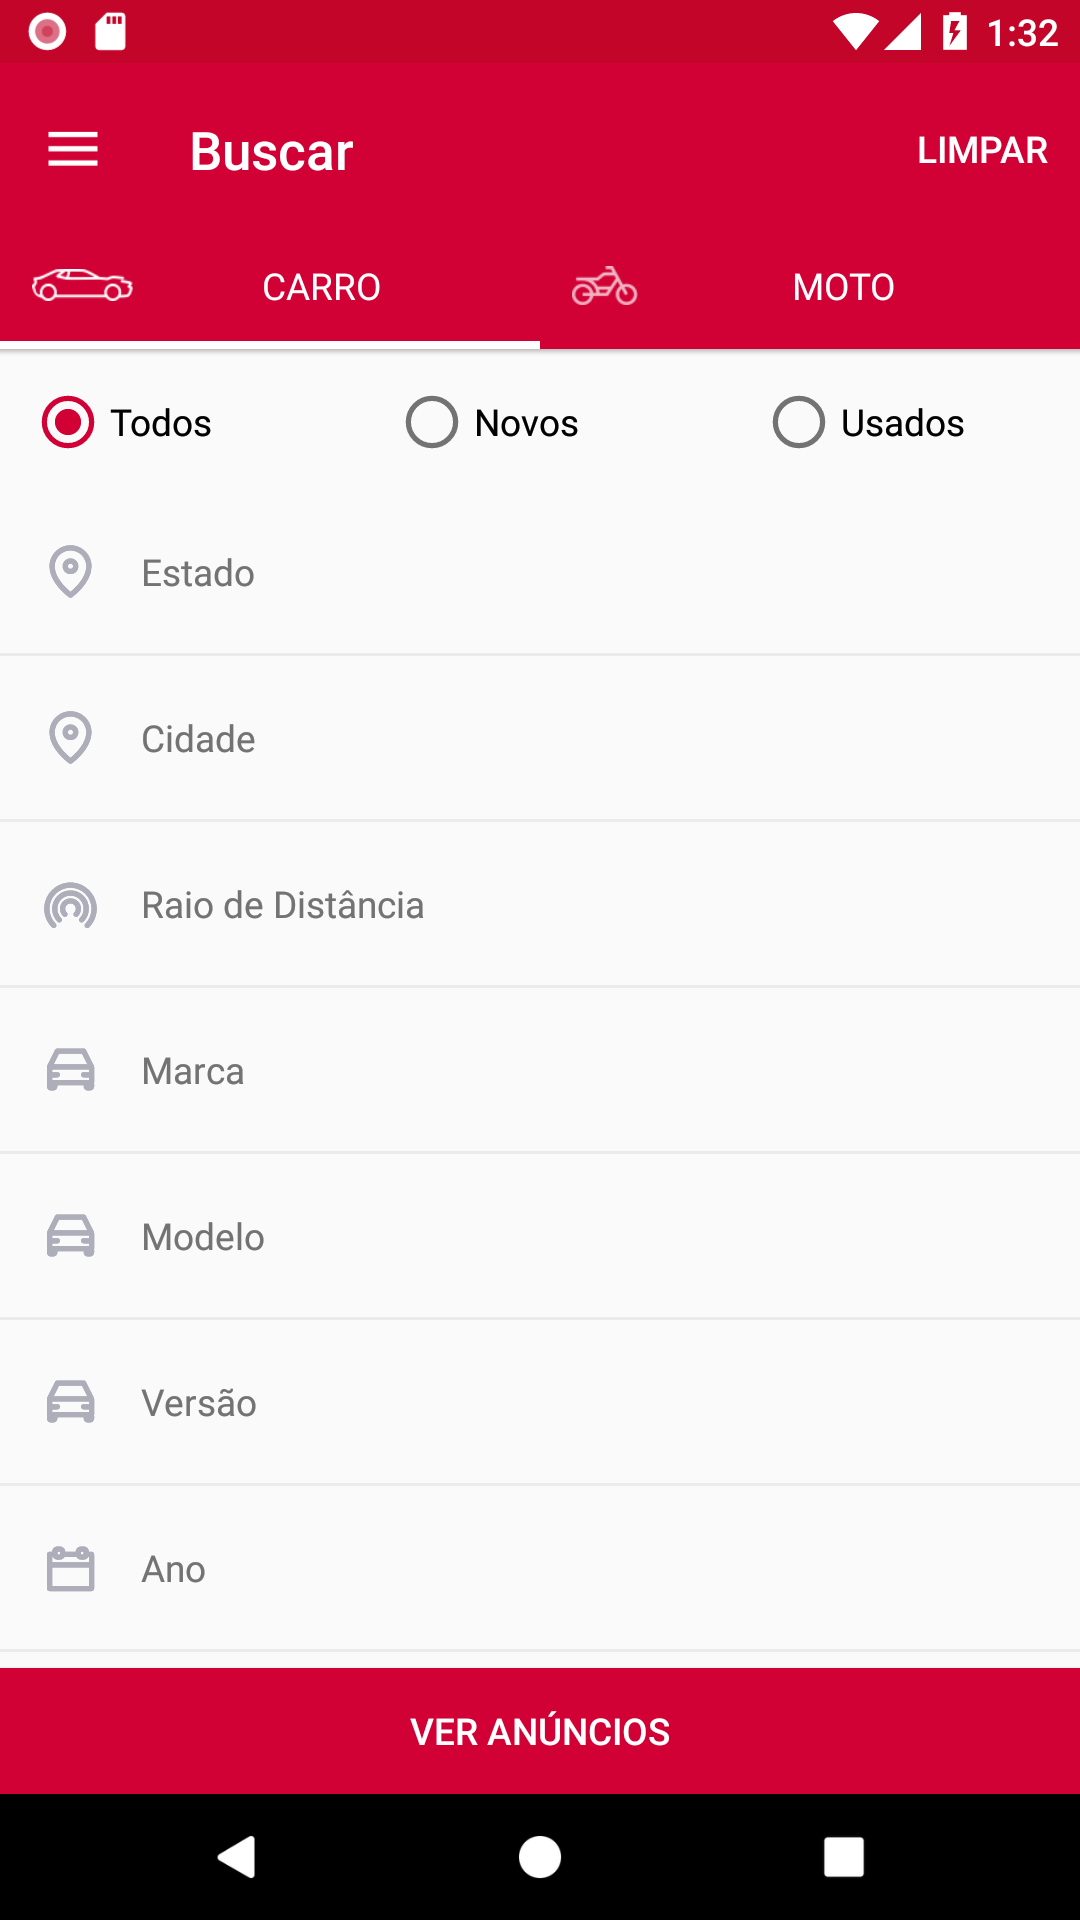 1:32
Buscar
LIMPAR
CARRO
MOTO
Todos
Novos
Usados
Estado
Cidade
Raio de Distância
Marca
Modelo
Versão
Ano
VER ANÚNCIOS